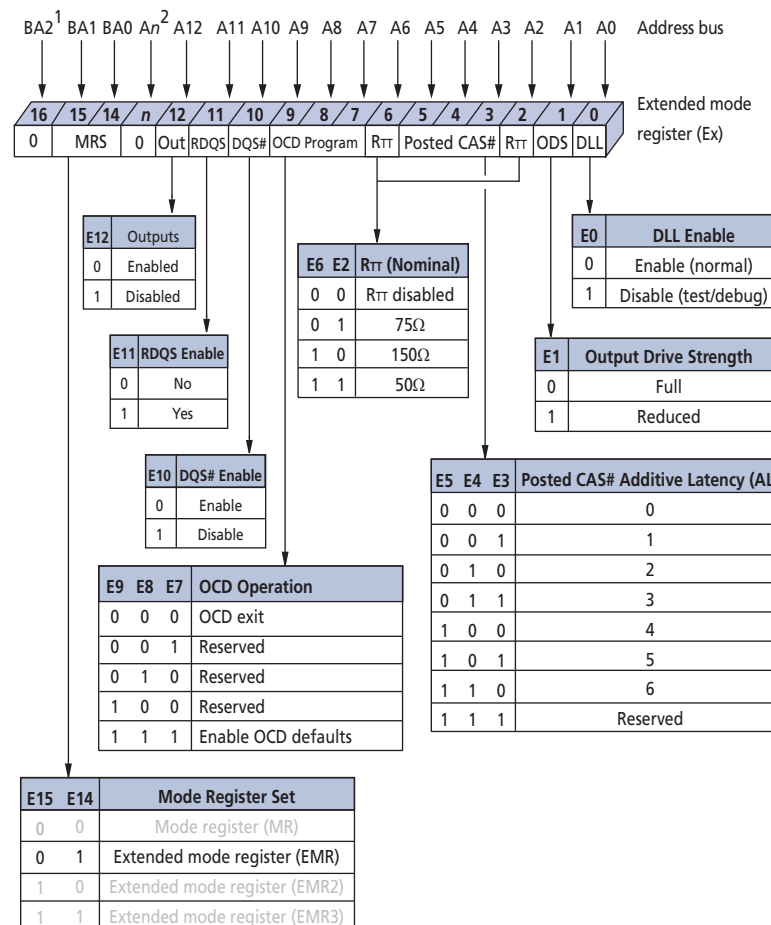 BA2¹ BA1 BA0 An² A12 A11 A10 A9 A8 A7 A6 A5 A4 A3 A2 A1 A0 Address bus
16 15 14 n 12 11 10 9 8 7 6 5 4 3 2 1 0
Extended mode
register (Ex)
0 MRS 0 Out RDQS DQS# OCD Program RTT Posted CAS# RTT ODS DLL
E12 Outputs
0 Enabled
1 Disabled
E6 E2 RTT (Nominal)
0 0 RTT disabled
0 1 75Ω
1 0 150Ω
1 1 50Ω
E0 DLL Enable
0 Enable (normal)
1 Disable (test/debug)
E11 RDQS Enable
0 No
1 Yes
E1 Output Drive Strength
0 Full
1 Reduced
E10 DQS# Enable
0 Enable
1 Disable
E5 E4 E3 Posted CAS# Additive Latency (AL
0 0 0 0
0 0 1 1
0 1 0 2
0 1 1 3
1 0 0 4
1 0 1 5
1 1 0 6
1 1 1 Reserved
E9 E8 E7 OCD Operation
0 0 0 OCD exit
0 0 1 Reserved
0 1 0 Reserved
1 0 0 Reserved
1 1 1 Enable OCD defaults
E15 E14 Mode Register Set
0 0 Mode register (MR)
0 1 Extended mode register (EMR)
1 0 Extended mode register (EMR2)
1 1 Extended mode register (EMR3)